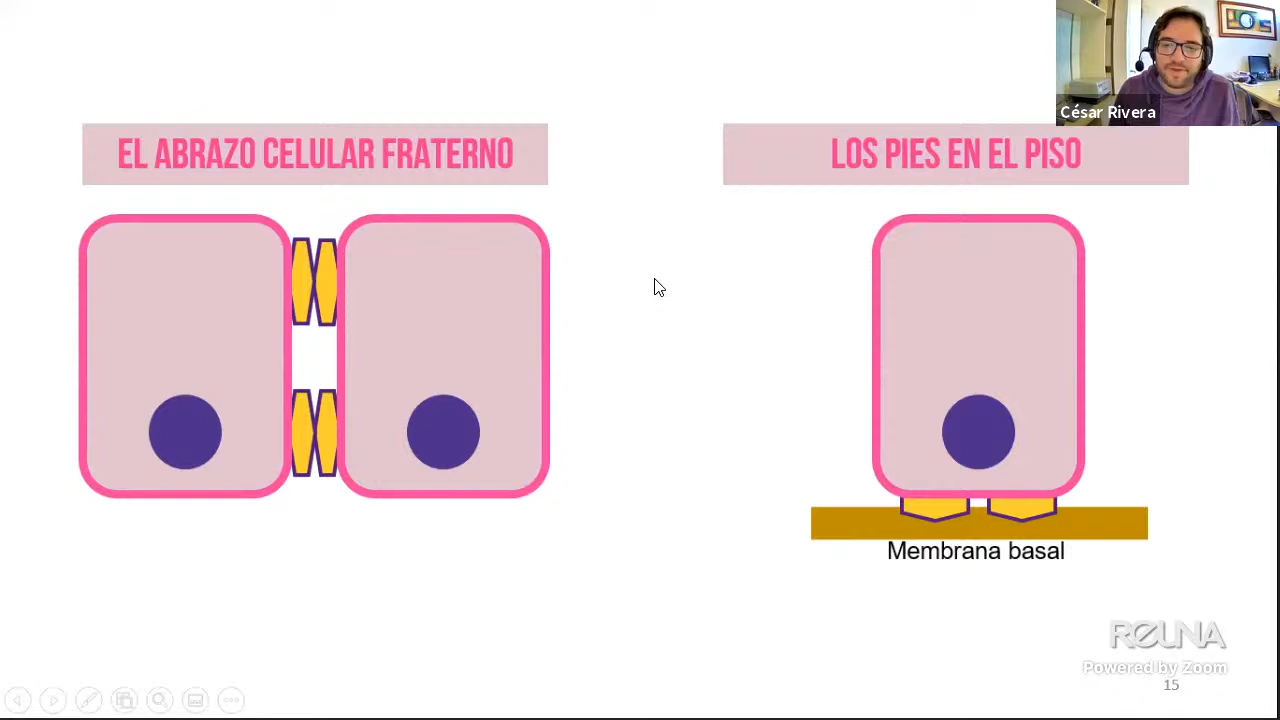 César Rivera
EL ABRAZO CELULAR FRATERNO
LOS PIES EN EL PISO
Membrana basal
REUNA
Powered by Zoom
15